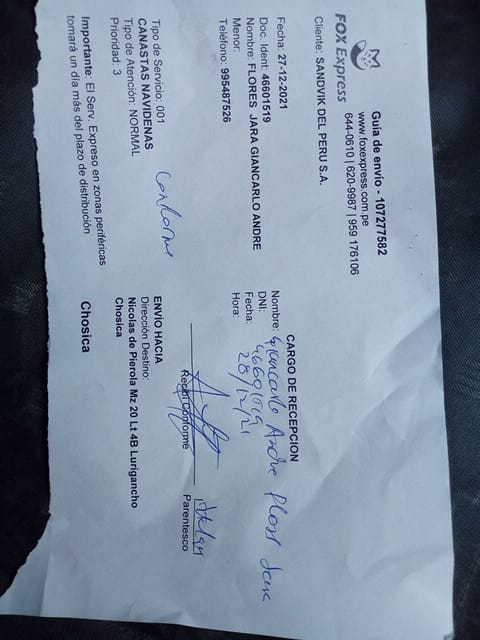 FOX Express
Guía de envío - 107277582
www.foxexpress.com.pe
644-0610 | 620-9987 | 959 176106
Cliente: SANDVIK DEL PERU S.A.
Fecha: 27-12-2021
Doc. Ident: 46601519
Nombre: FLORES JARA GIANCARLO ANDRE
Menor:
Teléfono: 995487526
Tipo de Servicio: 001
CANASTAS NAVIDEÑAS
Tipo de Atención: NORMAL
Prioridad: 3
Conforme
Importante: El Serv. Expreso en zonas periféricas
tomará un día más del plazo de distribución
CARGO DE RECEPCION
Nombre: Giancarlo Andre Jara
DNI: 46601519
Fecha: 28/12/21
Hora:
Recibí Conforme
Parentesco
ENVÍO HACIA
Dirección Destino:
Nicolas de Pierola Mz 20 Lt 4B Lurigancho
Chosica
Chosica